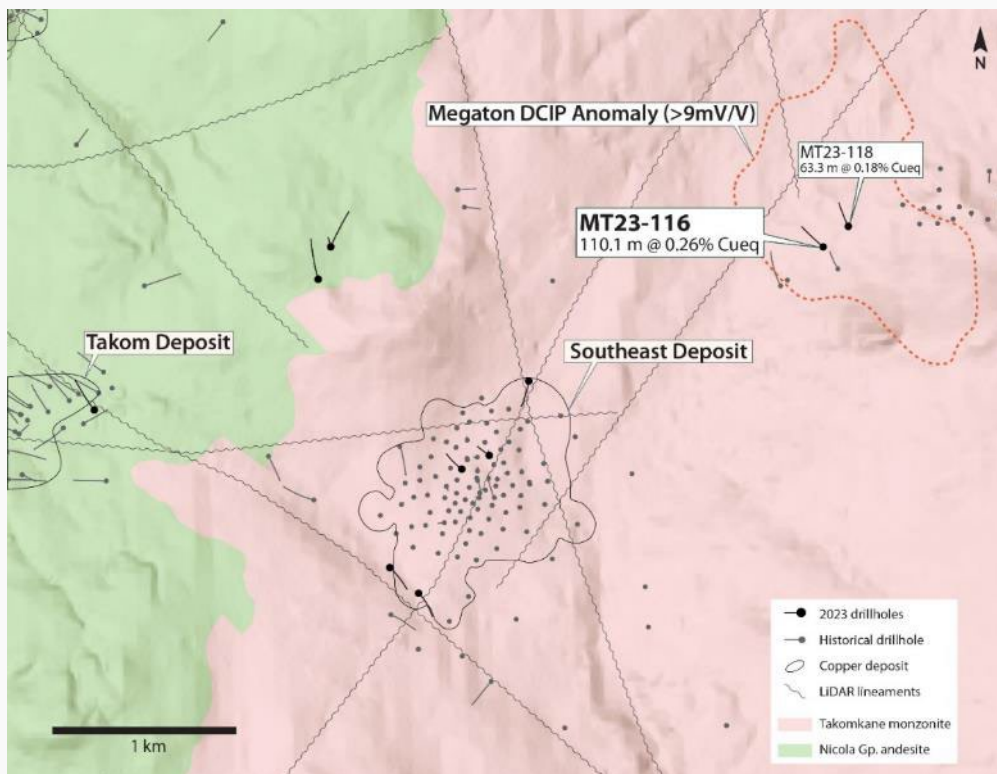 N
Megaton DCIP Anomaly (>9mV/V)
MT23-118
63.3 m @ 0.18% Cueq
MT23-116
110.1 m @ 0.26% Cueq
Takom Deposit
Southeast Deposit
2023 drillholes
Historical drillhole
Copper deposit
LiDAR lineaments
Takomkane monzonite
Nicola Gp. andesite
1 km